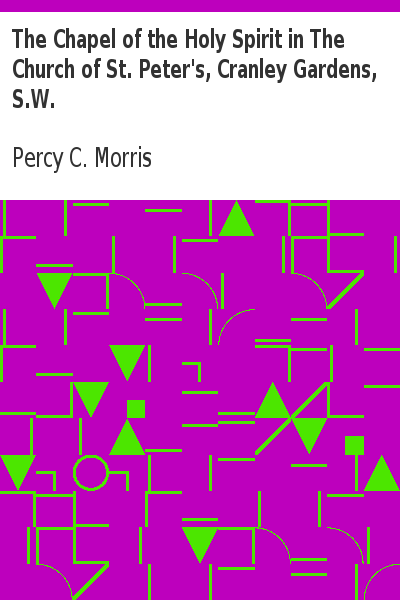 The Chapel of the Holy Spirit in The
Church of St. Peter's, Cranley Gardens,
S.W.
Percy C. Morris